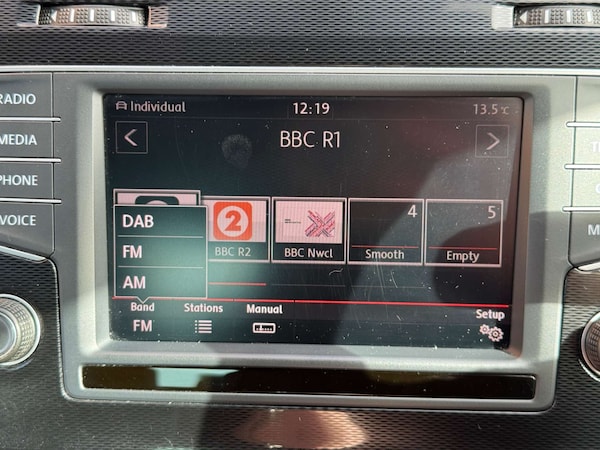 Individual 12:19 13.5°C
RADIO
MEDIA
PHONE
VOICE
BBC R1
DAB
FM
AM
2
BBC R2
BBC Nwcl
4
Smooth
5
Empty
Band
FM
Stations
Manual
Setup